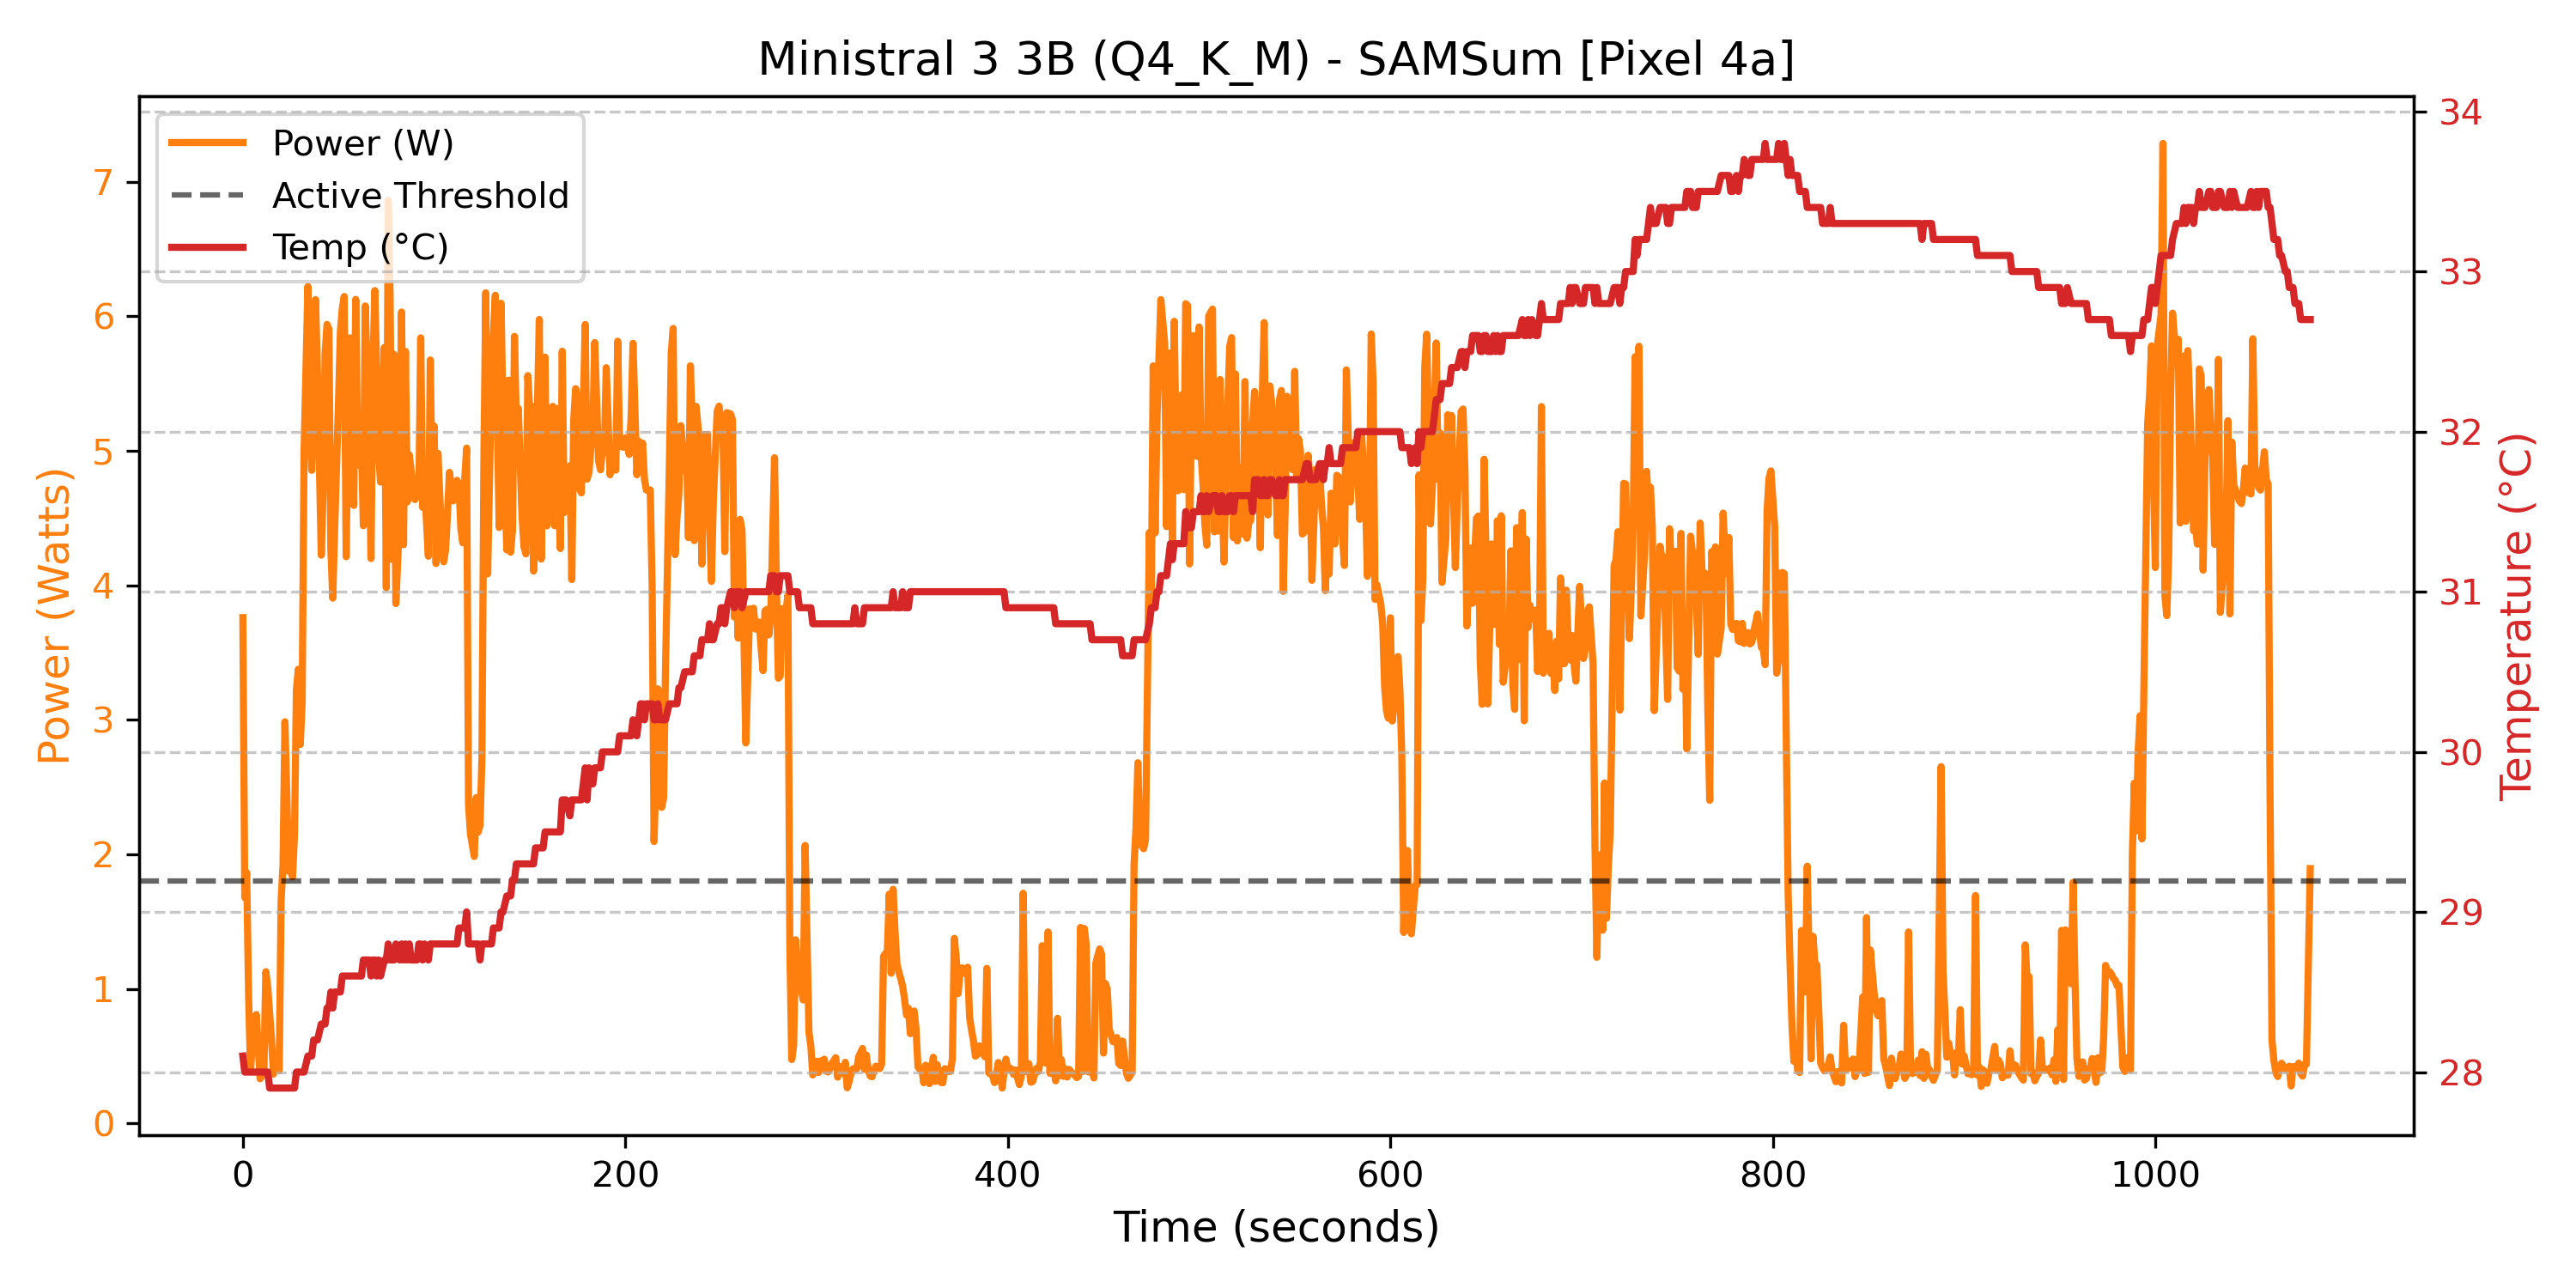 Ministral 3 3B (Q4_K_M) - SAMSum [Pixel 4a]
Power (W)
Active Threshold
Temp (°C)
Power (Watts)
7
6
5
4
3
2
1
0
34
33
32
31
30
29
28
Temperature (°C)
0 200 400 600 800 1000
Time (seconds)